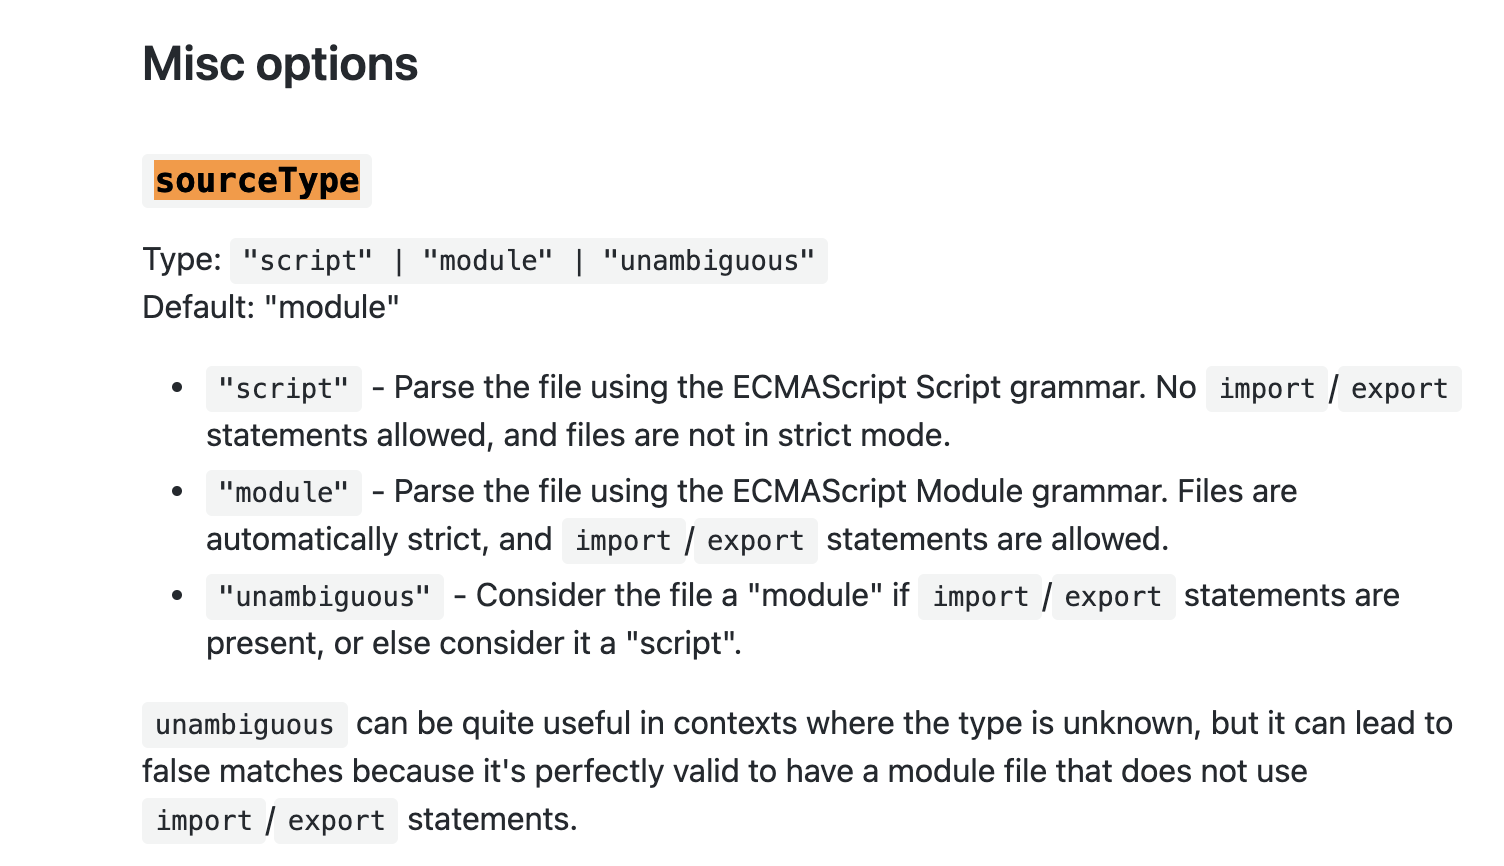 Misc options
sourceType
Type: "script" | "module" | "unambiguous"
Default: "module"
• "script" - Parse the file using the ECMAScript Script grammar. No import / export
statements allowed, and files are not in strict mode.
• "module" - Parse the file using the ECMAScript Module grammar. Files are
automatically strict, and import / export statements are allowed.
• "unambiguous" - Consider the file a "module" if import / export statements are
present, or else consider it a "script".
unambiguous can be quite useful in contexts where the type is unknown, but it can lead to
false matches because it's perfectly valid to have a module file that does not use
import / export statements.